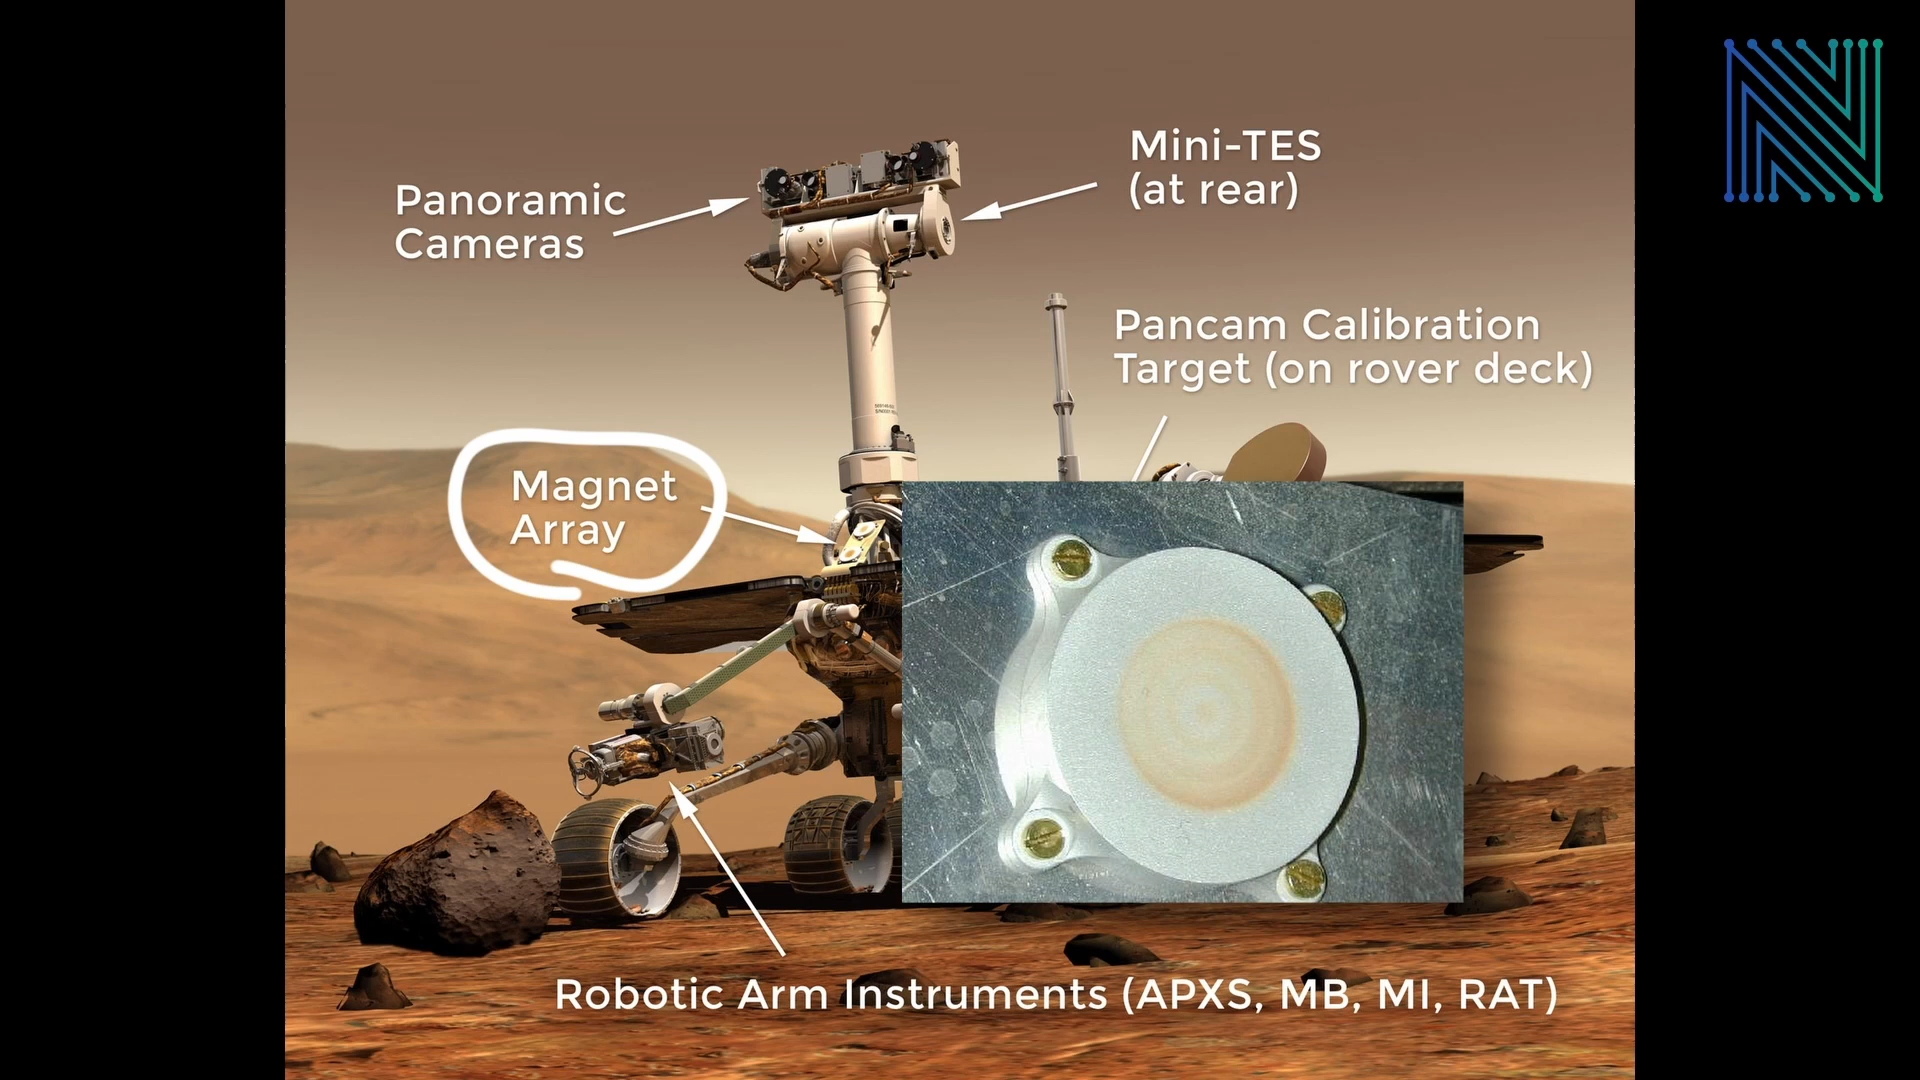 Panoramic
Cameras
Mini-TES
(at rear)
Pancam Calibration
Target (on rover deck)
Magnet
Array
Robotic Arm Instruments (APXS, MB, MI, RAT)